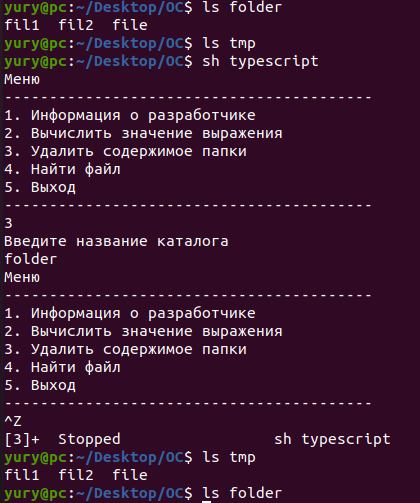 yury@pc:~/Desktop/OC$ ls folder
fil1  fil2  file
yury@pc:~/Desktop/OC$ ls tmp
yury@pc:~/Desktop/OC$ sh typescript
Меню
-----------------------------------------
1. Информация о разработчике
2. Вычислить значение выражения
3. Удалить содержимое папки
4. Найти файл
5. Выход
-----------------------------------------
3
Введите название каталога
folder
Меню
-----------------------------------------
1. Информация о разработчике
2. Вычислить значение выражения
3. Удалить содержимое папки
4. Найти файл
5. Выход
-----------------------------------------
^Z
[3]+  Stopped                 sh typescript
yury@pc:~/Desktop/OC$ ls tmp
fil1  fil2  file
yury@pc:~/Desktop/OC$ ls folder